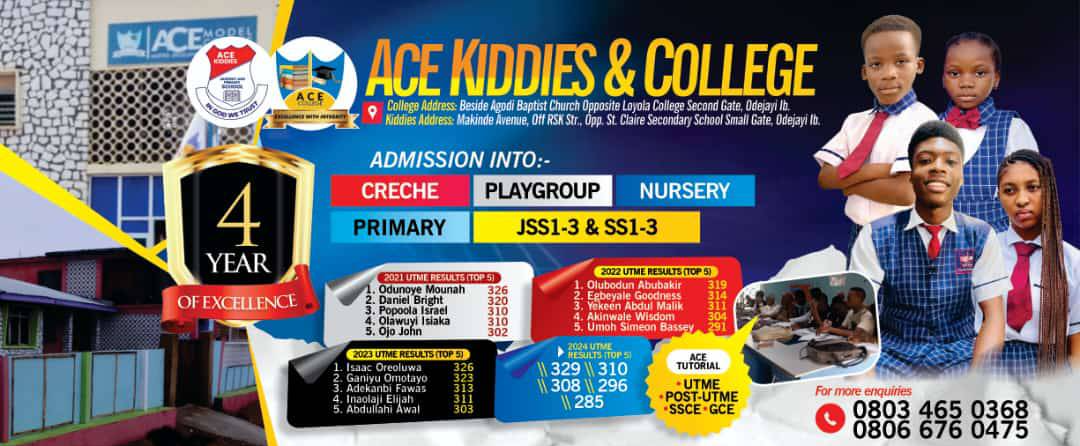 ACE MODEL
ACE
KIDDIES
NURSERY AND
PRIMARY
SCHOOL
IN GOD WE TRUST
ACE
COLLEGE
EXCELLENCE WITH INTEGRITY
ACE KIDDIES & COLLEGE
College Address: Beside Agodi Baptist Church Opposite Loyola College Second Gate, Odejayi Ib.
Kiddies Address: Makinde Avenue, Off RSK Str., Opp. St. Claire Secondary School Small Gate, Odejayi Ib.
ADMISSION INTO:-
CRECHE PLAYGROUP NURSERY
PRIMARY JSS1-3 & SS1-3
4
YEAR
OF EXCELLENCE
2021 UTME RESULTS (TOP 5)
1. Odunoye Mounah 326
2. Daniel Bright 320
3. Popoola Israel 310
4. Olawuyi Isiaka 310
5. Ojo John 302
2022 UTME RESULTS (TOP 5)
1. Olubodun Abubakir 319
2. Egbeyale Goodness 314
3. Yekeen Abdul Malik 311
4. Akinwale Wisdom 304
5. Umoh Simeon Bassey 291
2023 UTME RESULTS (TOP 5)
1. Isaac Oreoluwa 326
2. Ganiyu Omotayo 323
3. Adekanbi Fawas 313
4. Inaolaji Elijah 311
5. Abdullahi Awal 303
2024 UTME
RESULTS (TOP 5)
\\ 329 \\ 310
\\ 308 \\ 296
\\ 285
ACE
TUTORIAL
• UTME
• POST-UTME
• SSCE • GCE
For more enquiries
0803 465 0368
0806 676 0475